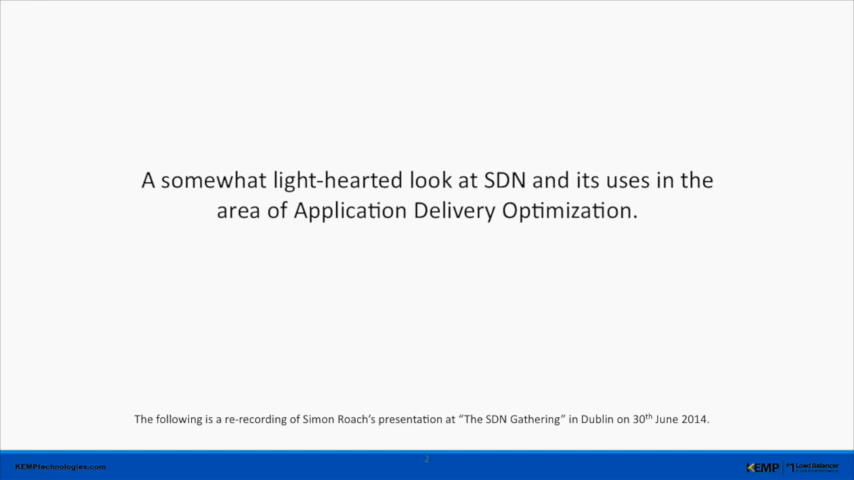 A somewhat light-hearted look at SDN and its uses in the
area of Application Delivery Optimization.
The following is a re-recording of Simon Roach's presentation at “The SDN Gathering” in Dublin on 30th June 2014.
2
KEMPtechnologies.com
KEMP
#1 Load Balancer